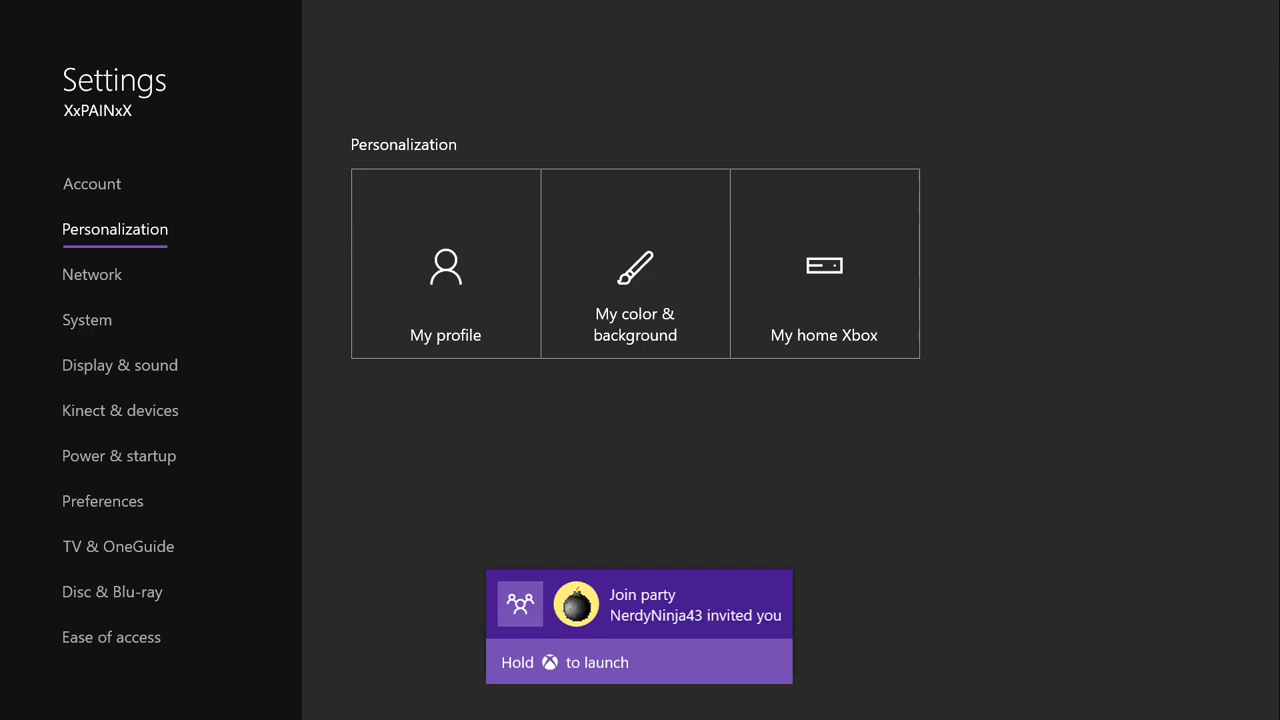 Settings
XxPAINxX
Account
Personalization
Network
System
Display & sound
Kinect & devices
Power & startup
Preferences
TV & OneGuide
Disc & Blu-ray
Ease of access
Personalization
My profile
My color &
background
My home Xbox
Join party
NerdyNinja43 invited you
Hold to launch